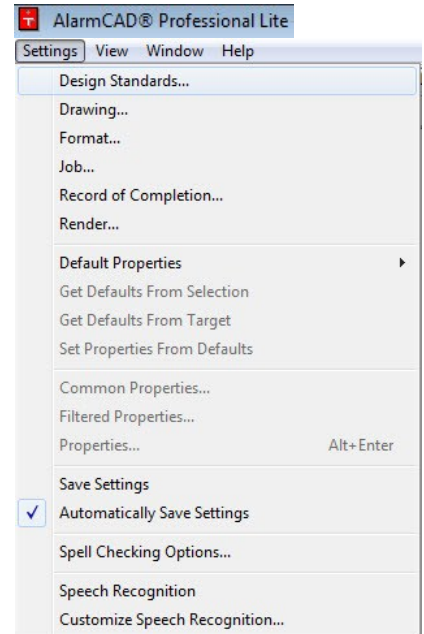 AlarmCAD® Professional Lite
Settings View Window Help
Design Standards...
Drawing...
Format...
Job...
Record of Completion...
Render...
Default Properties
Get Defaults From Selection
Get Defaults From Target
Set Properties From Defaults
Common Properties...
Filtered Properties...
Properties... Alt+Enter
Save Settings
Automatically Save Settings
Spell Checking Options...
Speech Recognition
Customize Speech Recognition...